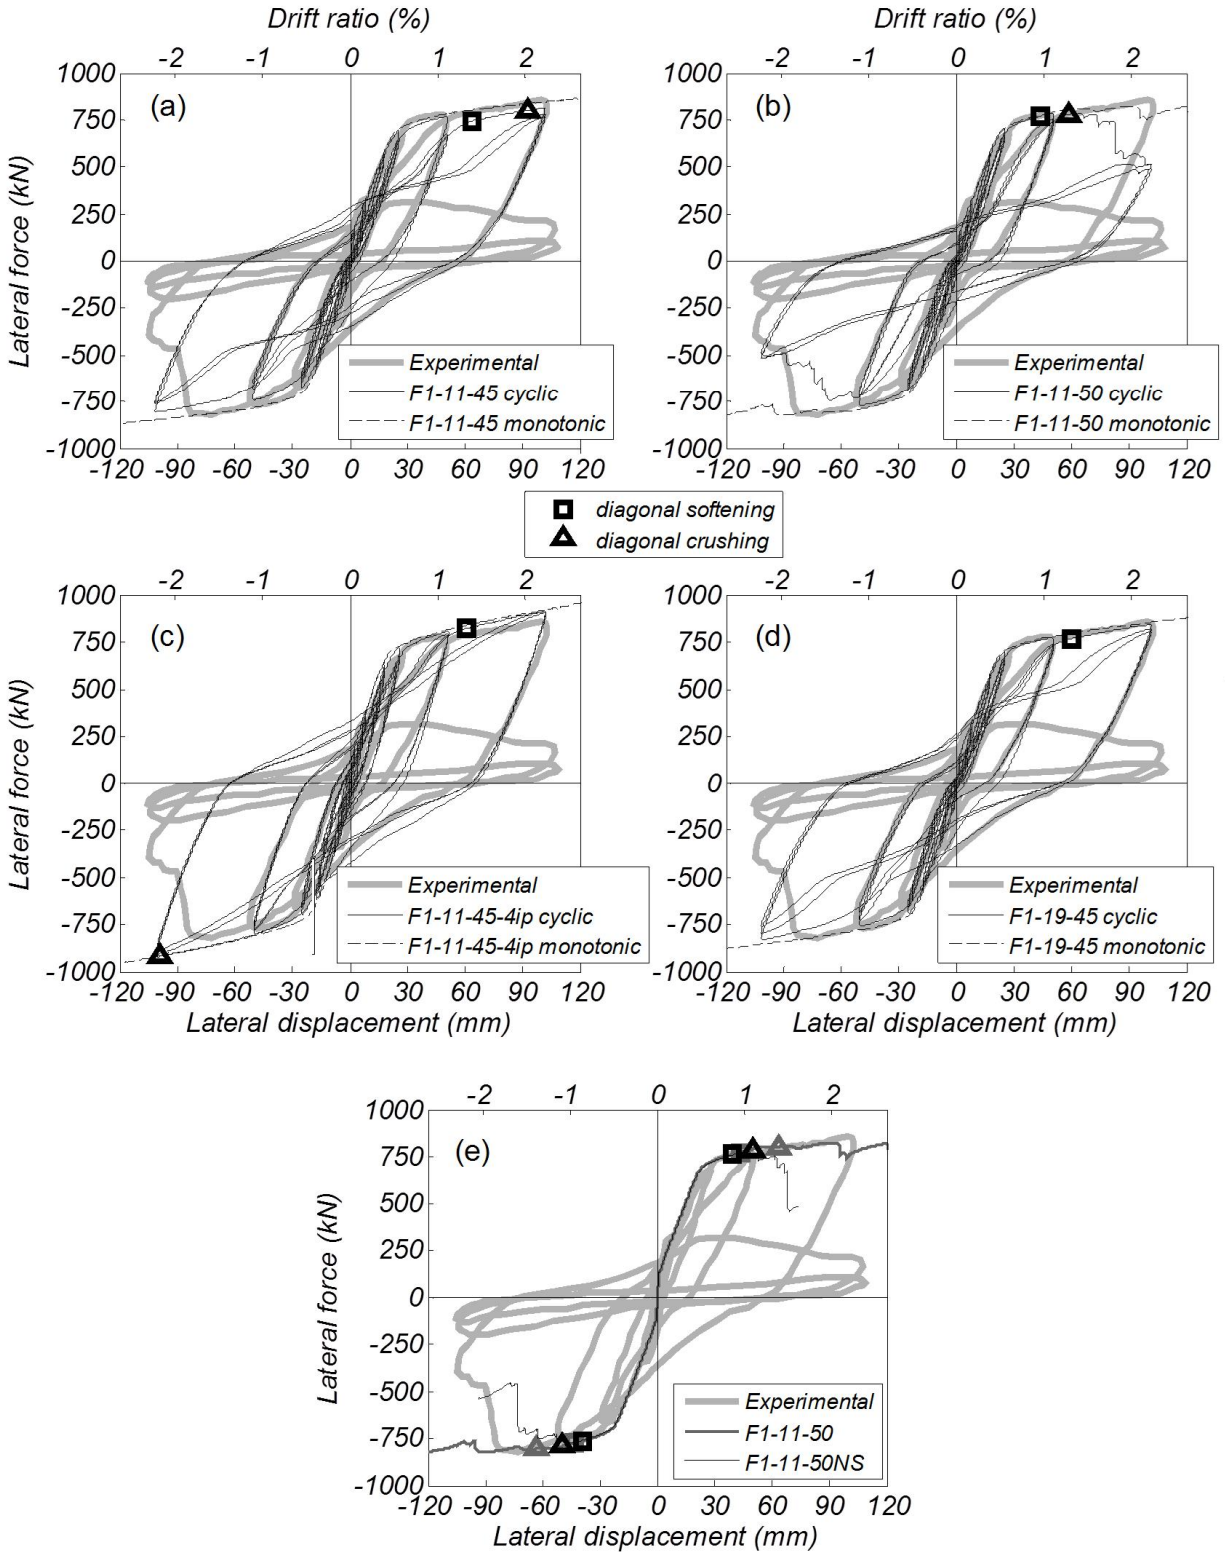 Drift ratio (%)
Drift ratio (%)
-2 -1 0 1 2
-2 -1 0 1 2
(a)
1000
750
500
250
0
-250
-500
-750
-1000
Lateral force (kN)
Experimental
F1-11-45 cyclic
F1-11-45 monotonic
-120 -90 -60 -30 0 30 60 90 120
(b)
1000
750
500
250
0
-250
-500
-750
-1000
Experimental
F1-11-50 cyclic
F1-11-50 monotonic
-120 -90 -60 -30 0 30 60 90 120
diagonal softening
diagonal crushing
-2 -1 0 1 2
-2 -1 0 1 2
(c)
1000
750
500
250
0
-250
-500
-750
-1000
Lateral force (kN)
Experimental
F1-11-45-4ip cyclic
F1-11-45-4ip monotonic
-120 -90 -60 -30 0 30 60 90 120
Lateral displacement (mm)
(d)
1000
750
500
250
0
-250
-500
-750
-1000
Experimental
F1-19-45 cyclic
F1-19-45 monotonic
-120 -90 -60 -30 0 30 60 90 120
Lateral displacement (mm)
-2 -1 0 1 2
(e)
1000
750
500
250
0
-250
-500
-750
-1000
Lateral force (kN)
Experimental
F1-11-50
F1-11-50NS
-120 -90 -60 -30 0 30 60 90 120
Lateral displacement (mm)